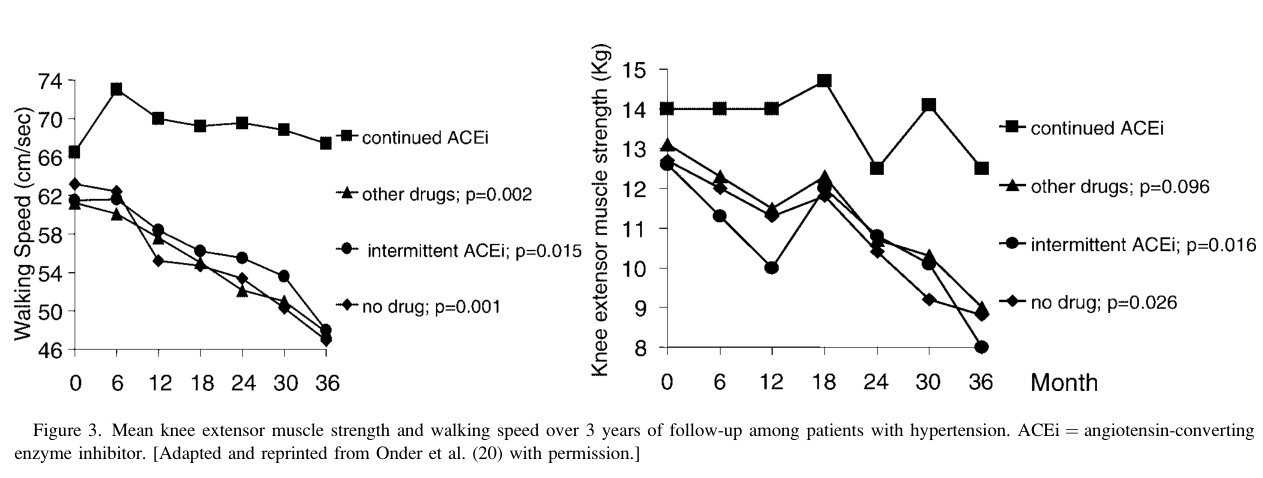 Walking Speed (cm/sec)
74
70
66
62
58
54
50
46
0 6 12 18 24 30 36
continued ACEi
other drugs; p=0.002
intermittent ACEi; p=0.015
no drug; p=0.001
Knee extensor muscle strength (Kg)
15
14
13
12
11
10
9
8
0 6 12 18 24 30 36 Month
continued ACEi
other drugs; p=0.096
intermittent ACEi; p=0.016
no drug; p=0.026
Figure 3. Mean knee extensor muscle strength and walking speed over 3 years of follow-up among patients with hypertension. ACEi = angiotensin-converting
enzyme inhibitor. [Adapted and reprinted from Onder et al. (20) with permission.]